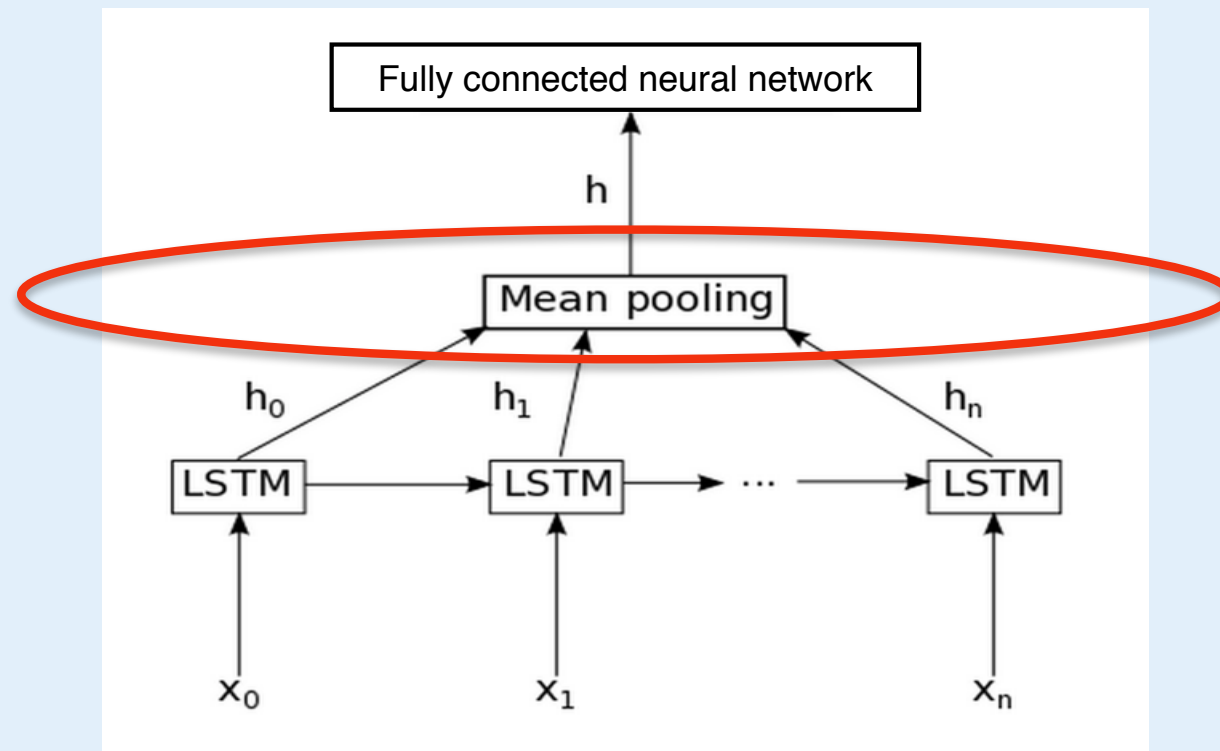 Fully connected neural network
h
Mean pooling
h₀ h₁ hₙ
LSTM LSTM ... LSTM
x₀ x₁ xₙ